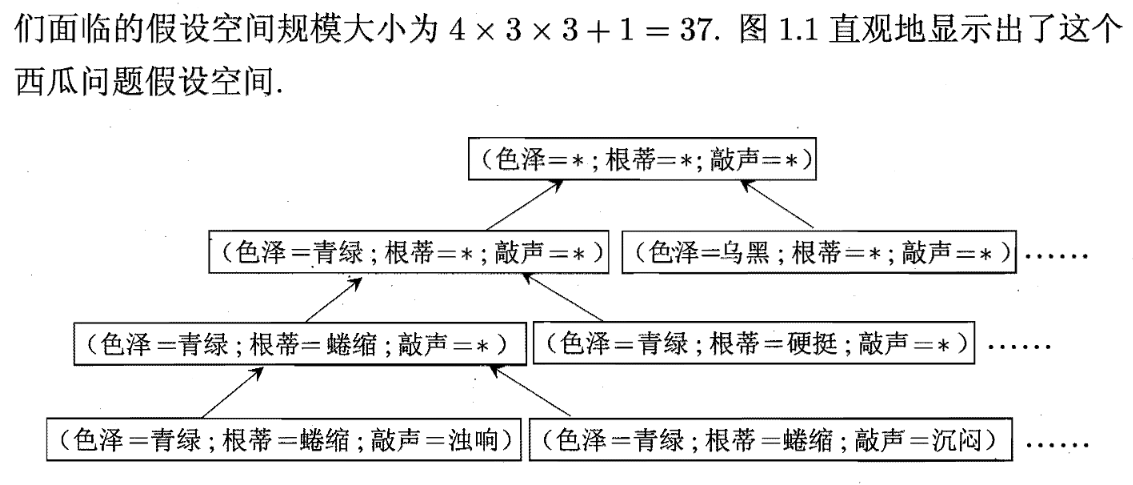 们面临的假设空间规模大小为 4 × 3 × 3 + 1 = 37. 图 1.1 直观地显示出了这个
西瓜问题假设空间.
(色泽=*;根蒂=*;敲声=*)
(色泽=青绿;根蒂=*;敲声=*) (色泽=乌黑;根蒂=*;敲声=*) ······
(色泽=青绿;根蒂=蜷缩;敲声=*) (色泽=青绿;根蒂=硬挺;敲声=*) ······
(色泽=青绿;根蒂=蜷缩;敲声=浊响) (色泽=青绿;根蒂=蜷缩;敲声=沉闷) ······